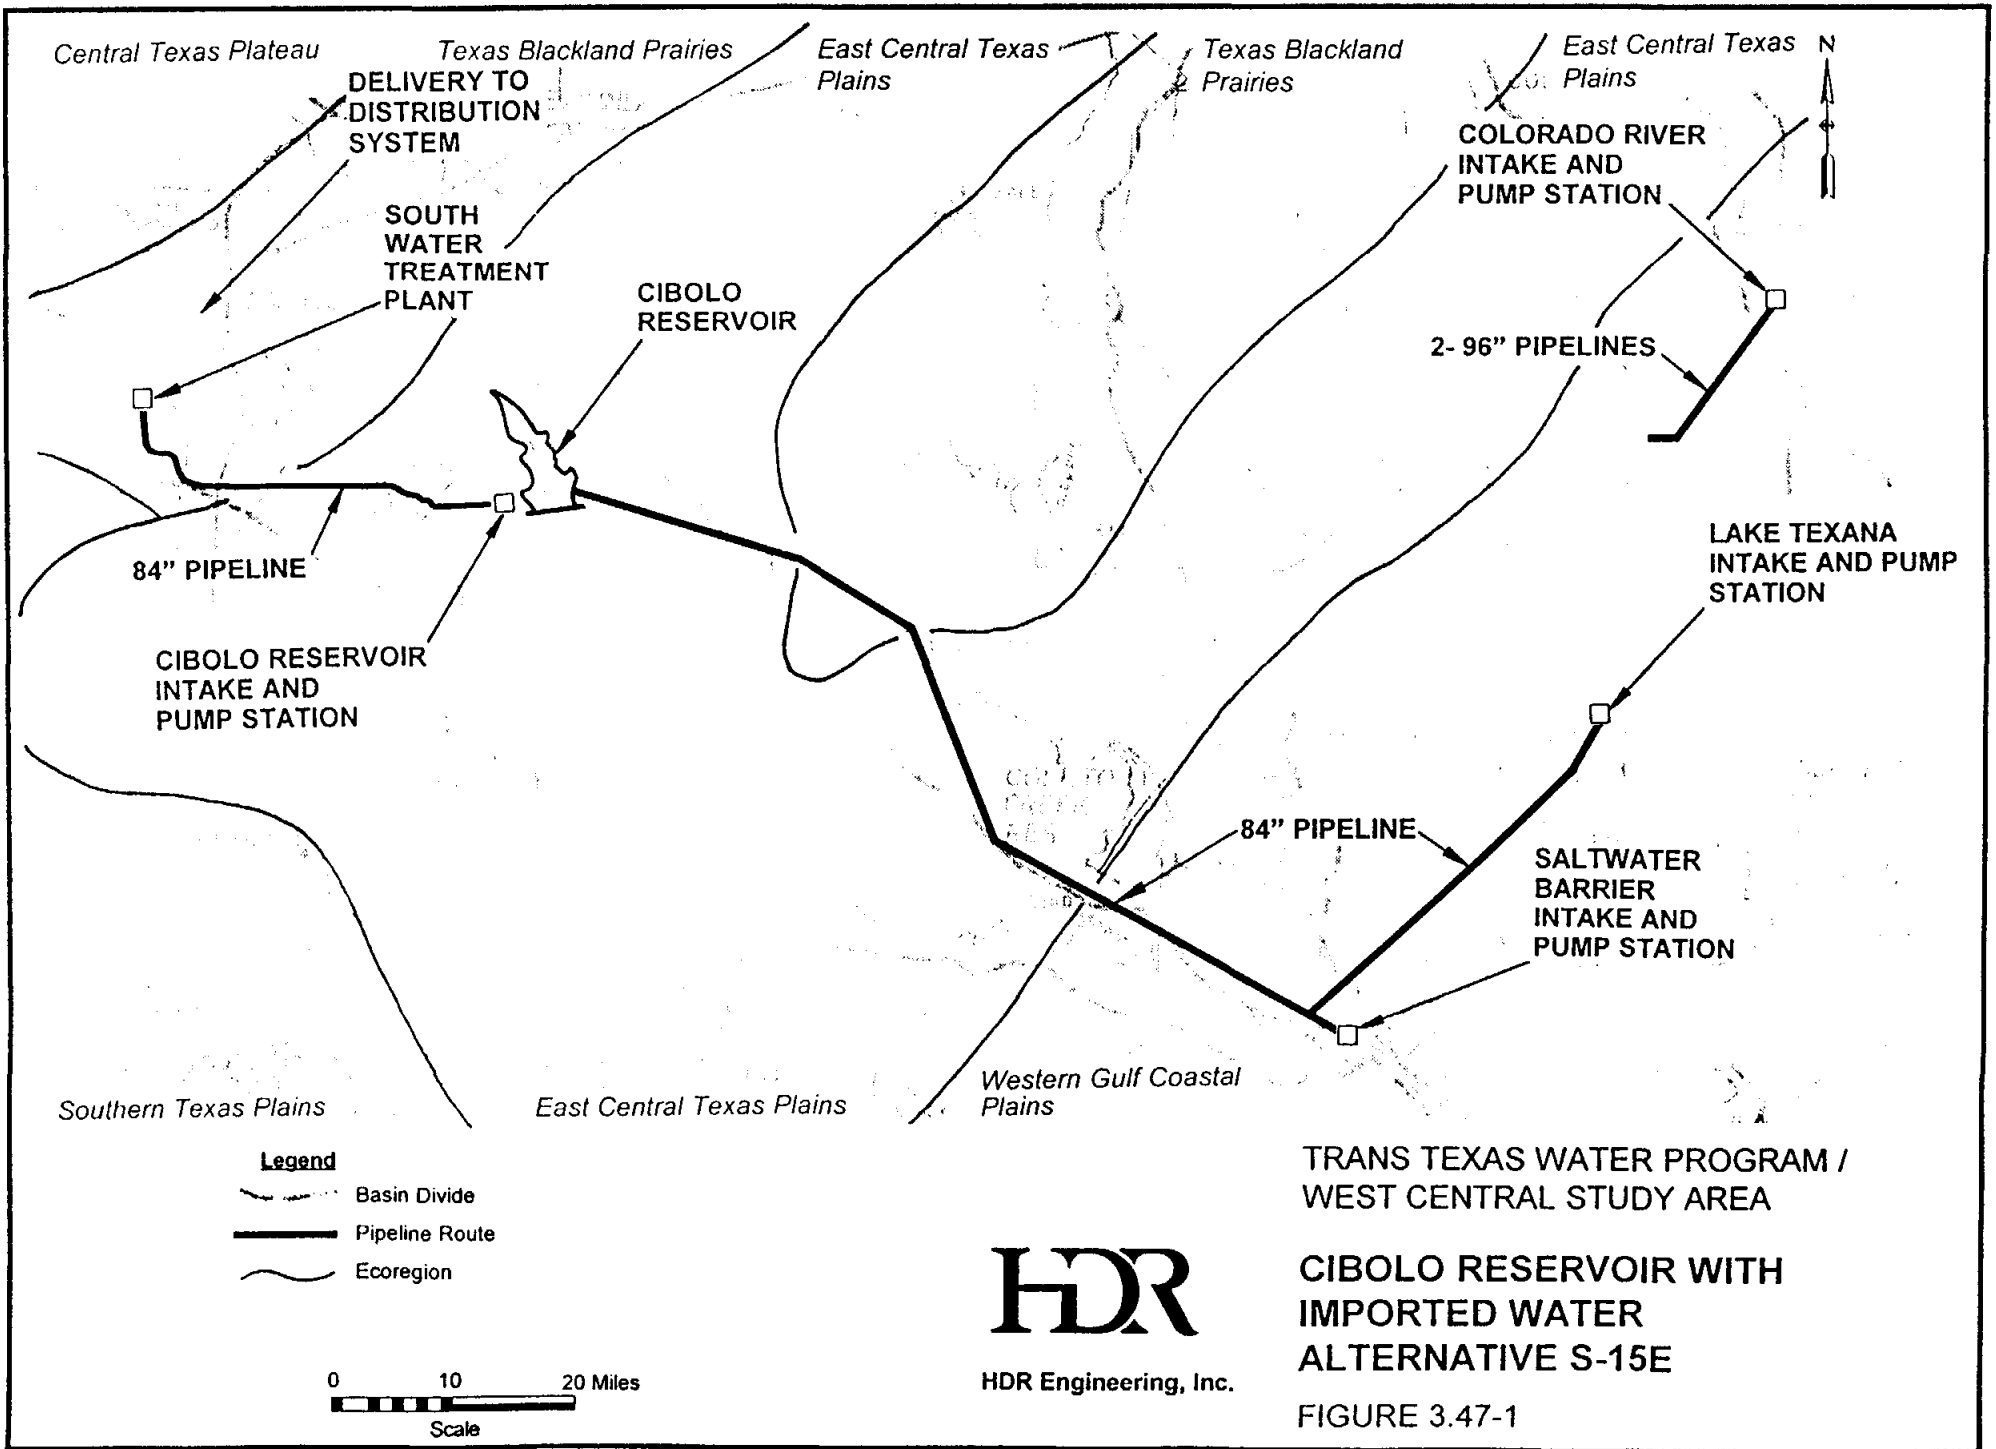 Central Texas Plateau
Texas Blackland Prairies
East Central Texas
Plains
Texas Blackland
Prairies
East Central Texas
Plains
N
DELIVERY TO
DISTRIBUTION
SYSTEM
SOUTH
WATER
TREATMENT
PLANT
CIBOLO
RESERVOIR
COLORADO RIVER
INTAKE AND
PUMP STATION
2- 96” PIPELINES
84” PIPELINE
CIBOLO RESERVOIR
INTAKE AND
PUMP STATION
LAKE TEXANA
INTAKE AND PUMP
STATION
84” PIPELINE
SALTWATER
BARRIER
INTAKE AND
PUMP STATION
Southern Texas Plains
East Central Texas Plains
Western Gulf Coastal
Plains
Legend
Basin Divide
Pipeline Route
Ecoregion
0 10 20 Miles
Scale
HDR
HDR Engineering, Inc.
TRANS TEXAS WATER PROGRAM /
WEST CENTRAL STUDY AREA
CIBOLO RESERVOIR WITH
IMPORTED WATER
ALTERNATIVE S-15E
FIGURE 3.47-1